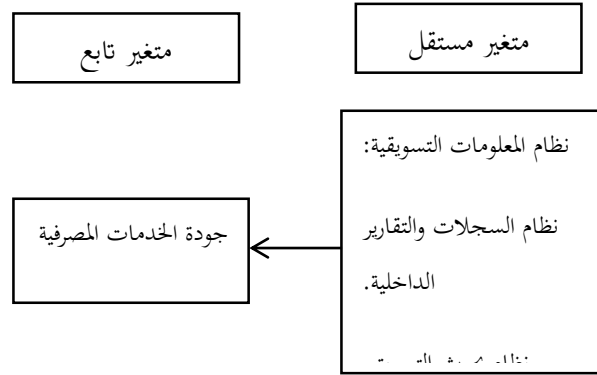 متغير مستقل
متغير تابع
نظام المعلومات التسويقية:
نظام السجلات والتقارير
الداخلية.
جودة الخدمات المصرفية